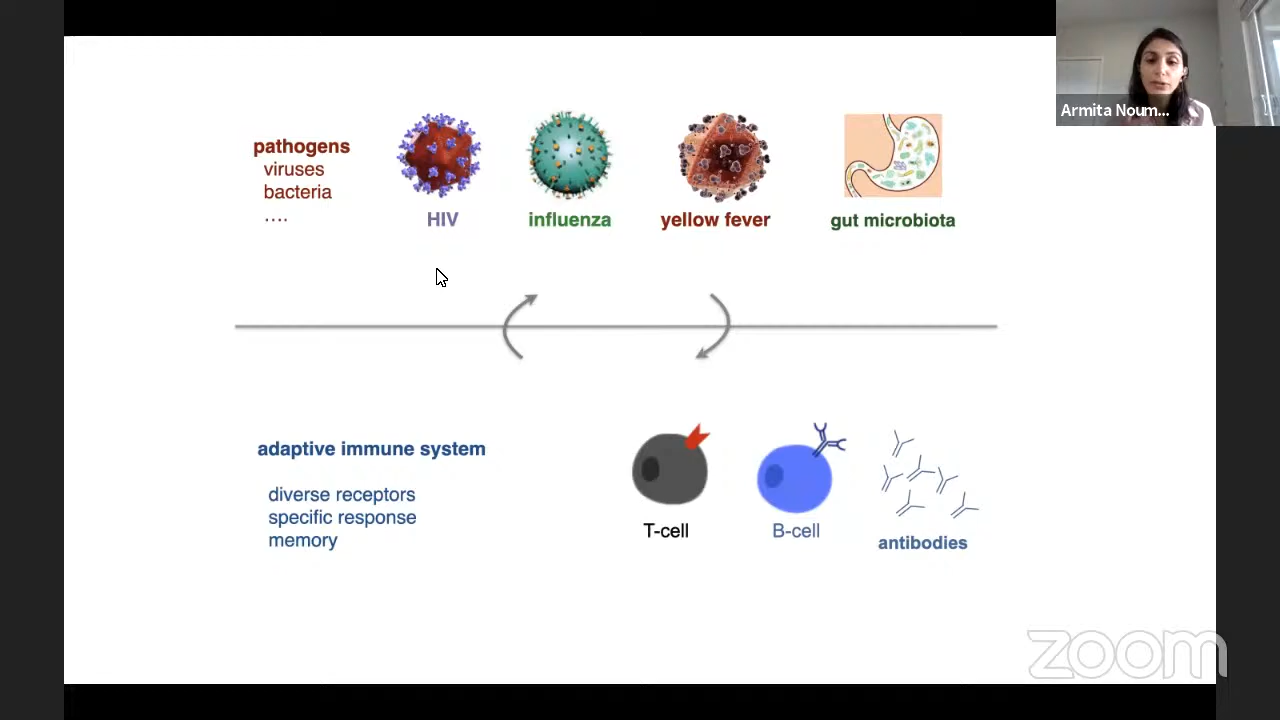 Armita Noum...
pathogens
viruses
bacteria
....
HIV
influenza
yellow fever
gut microbiota
adaptive immune system
diverse receptors
specific response
memory
T-cell
B-cell
antibodies
zoom